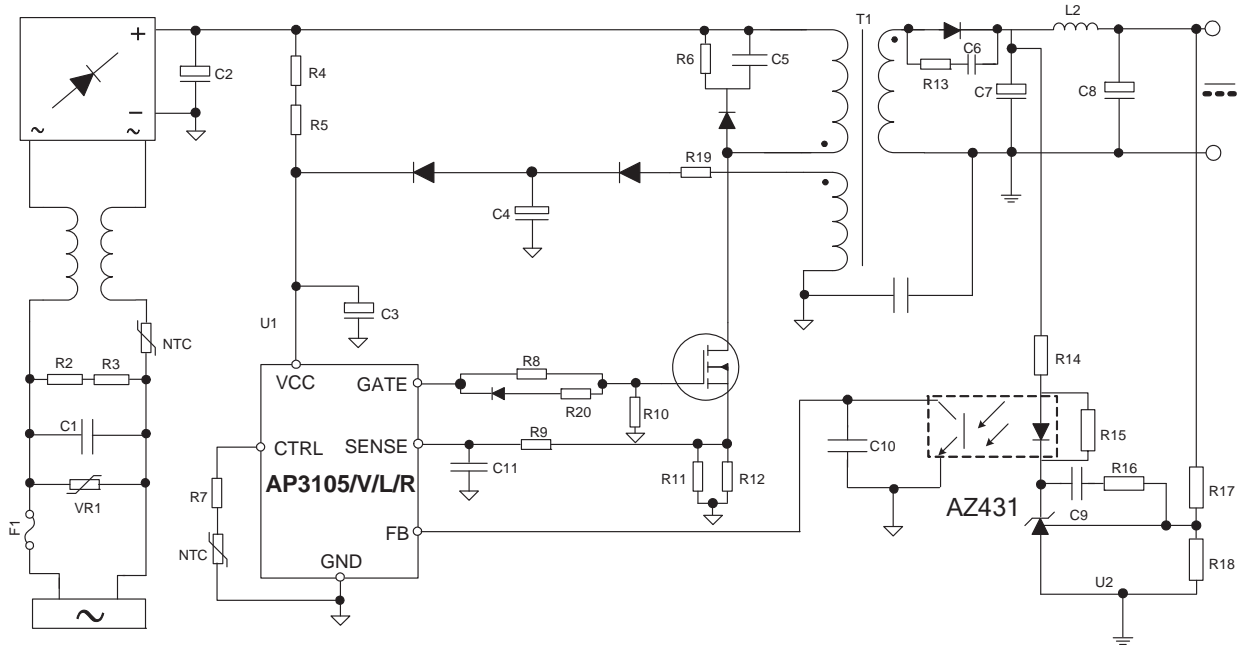 L2
T1
+
R6
C5
C6
C2
R4
R13
C7
C8
−
~
~
R5
R19
C4
C3
U1
NTC
R14
R2
R3
VCC
GATE
R8
R20
R10
C1
CTRL
SENSE
R9
C10
R15
C11
R11
R12
R16
R7
AP3105/V/L/R
VR1
AZ431
C9
R17
F1
FB
NTC
GND
R18
U2
~